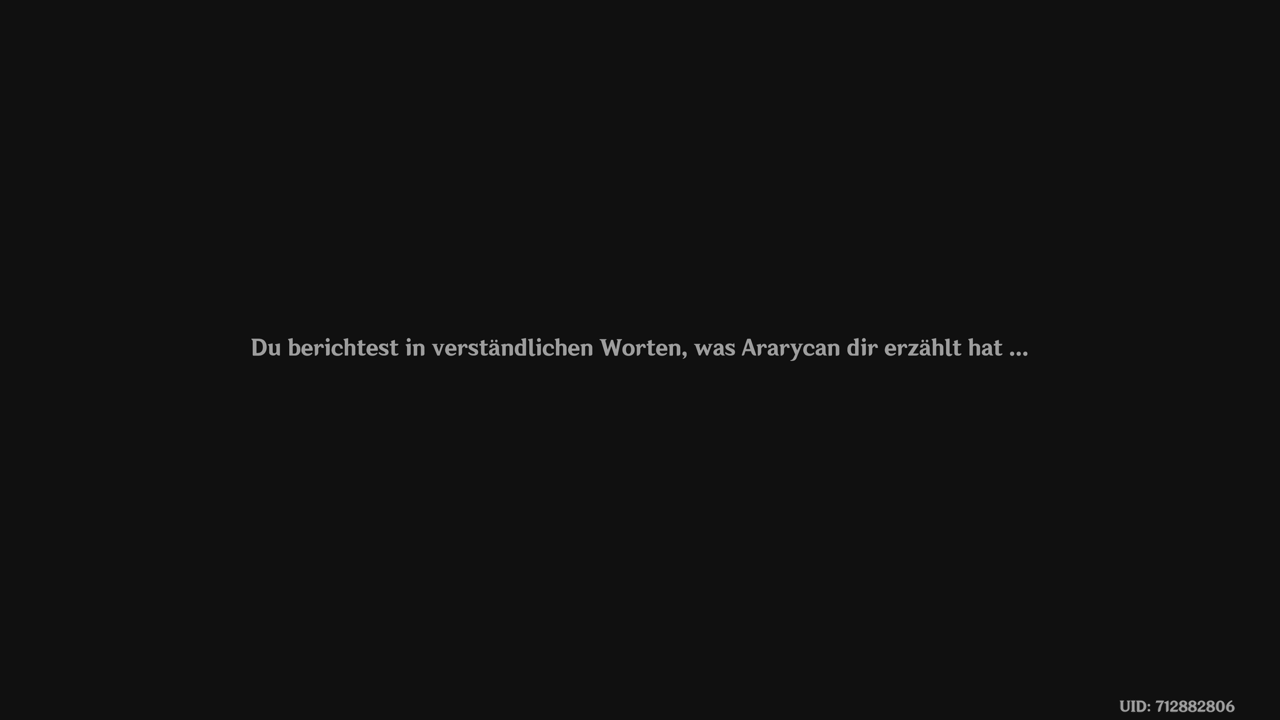 Du berichtest in verständlichen Worten, was Ararycan dir erzählt hat ...
UID: 712882806